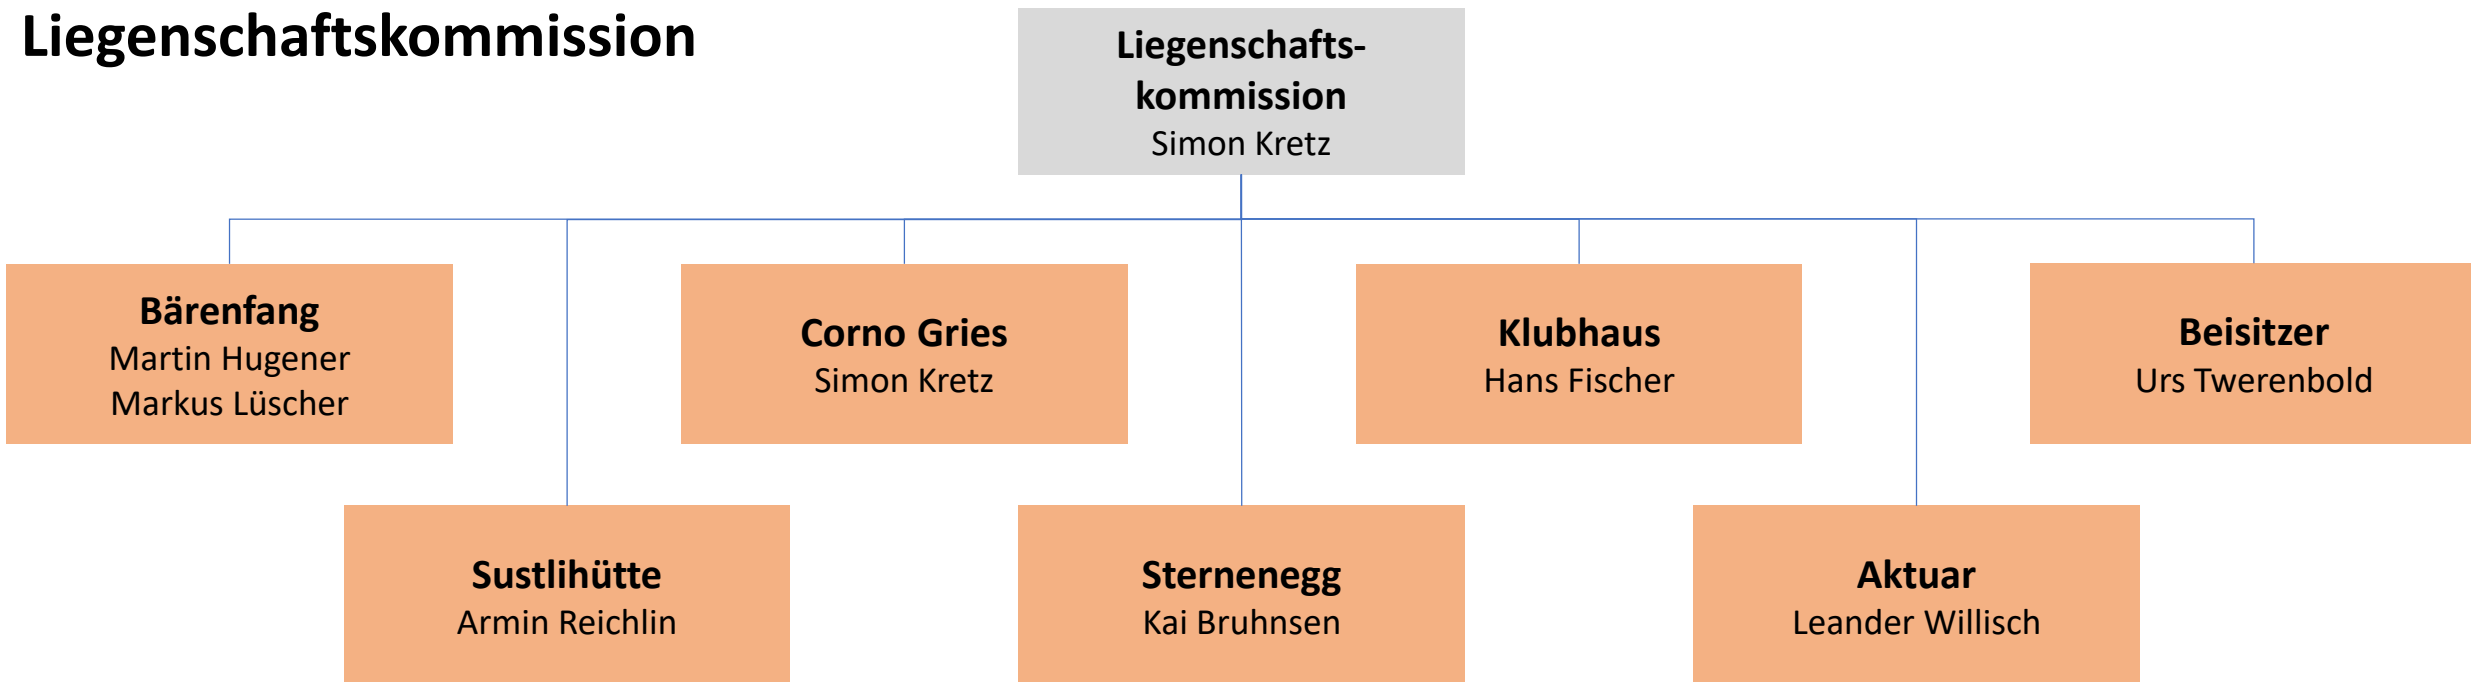 Liegenschaftskommission
Liegenschafts-
kommission
Simon Kretz
Bärenfang
Martin Hugener
Markus Lüscher
Corno Gries
Simon Kretz
Klubhaus
Hans Fischer
Beisitzer
Urs Twerenbold
Sustlihütte
Armin Reichlin
Sternenegg
Kai Bruhnsen
Aktuar
Leander Willisch